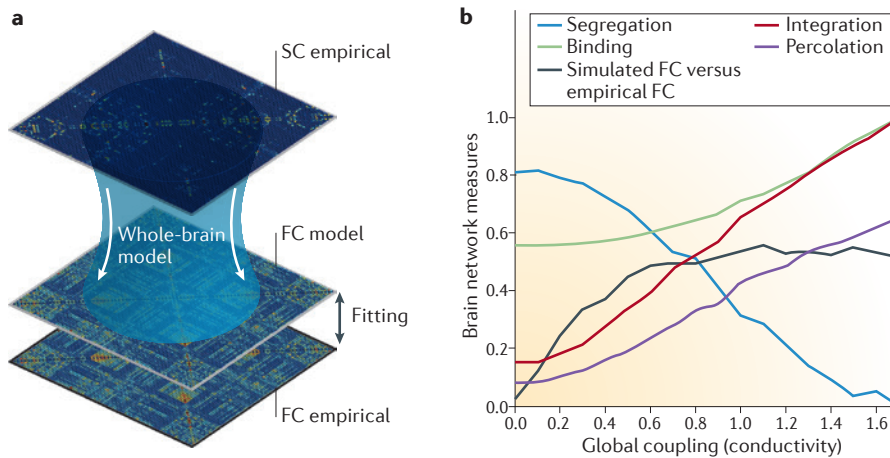 a
SC empirical
Whole-brain
model
FC model
Fitting
FC empirical
b
Segregation
Integration
Binding
Percolation
Simulated FC versus
empirical FC
Brain network measures
1.0
0.8
0.6
0.4
0.2
0.0
0.0 0.2 0.4 0.6 0.8 1.0 1.2 1.4 1.6
Global coupling (conductivity)